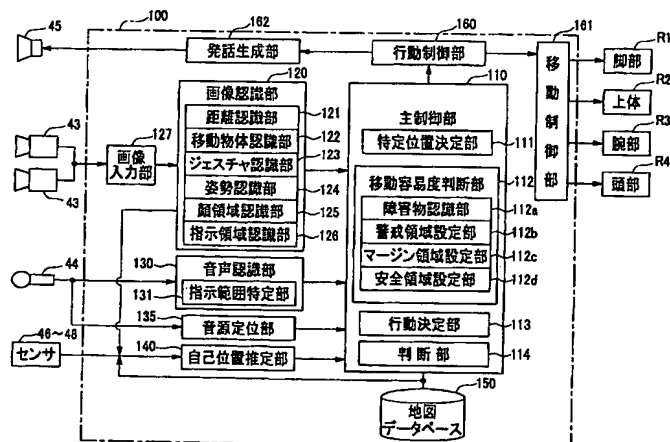 45
100
162
発話生成部
160
行動制御部
161
移動制御部
R1
脚部
R2
上体
R3
腕部
R4
頭部
43
43
127
画像
入力部
120
画像認識部
距離認識部
121
移動物体認識部
122
ジェスチャ認識部
123
姿勢認識部
124
顔領域認識部
125
指示領域認識部
126
110
主制御部
特定位置決定部
111
移動容易度判断部
112
障害物認識部
112a
警戒領域設定部
112b
マージン領域設定部
112c
安全領域設定部
112d
行動決定部
113
判断部
114
44
130
音声認識部
131
指示範囲特定部
135
音源定位部
46~48
センサ
140
自己位置推定部
150
地図
データベース